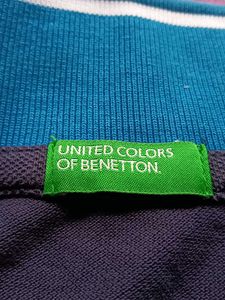 UNITED COLORS
OF BENETTON.